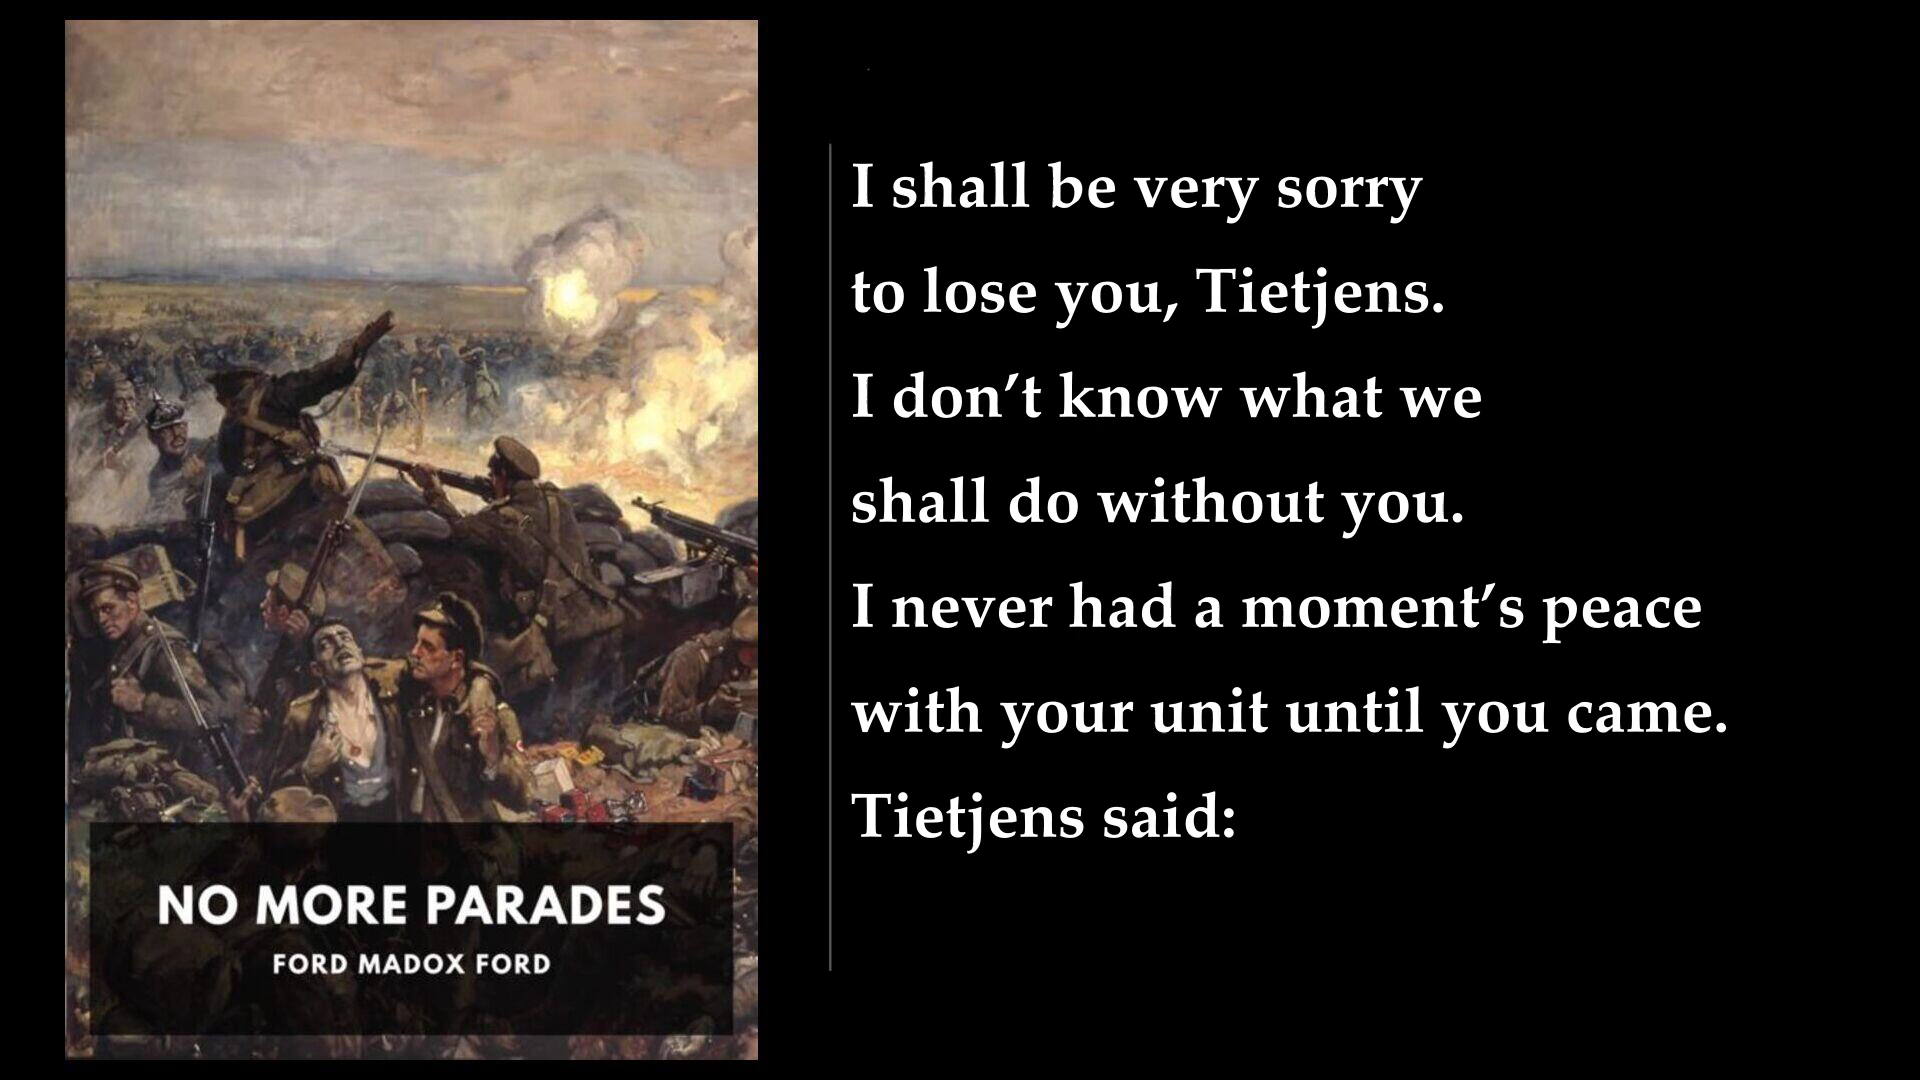 NO MORE PARADES
FORD MADOX FORD
I shall be very sorry
to lose you, Tietjens.
I don’t know what we
shall do without you.
I never had a moment’s peace
with your unit until you came.
Tietjens said: